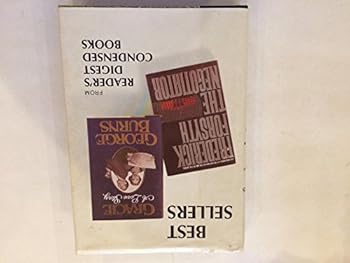 BEST
SELLERS
FROM
READER'S
DIGEST
CONDENSED
BOOKS
GRACIE
A Love Story
GEORGE
BURNS
FREDERICK
FORSYTH
THE
NEGOTIATOR